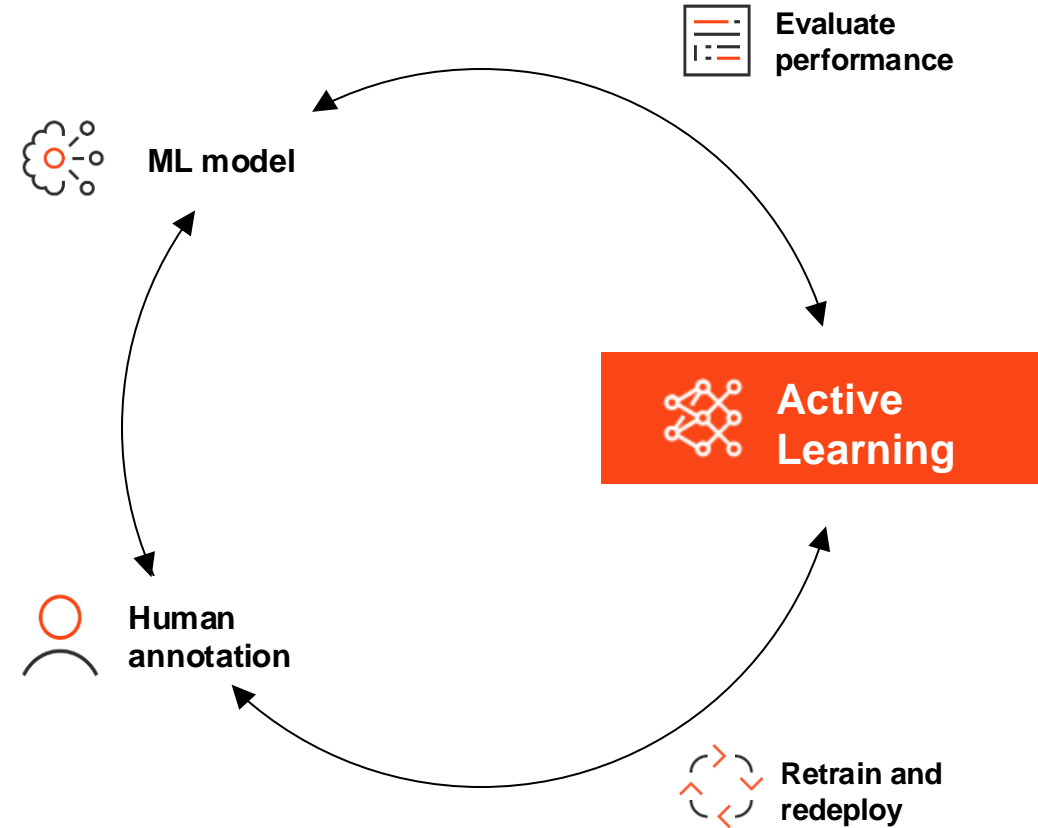 Evaluate
performance
ML model
Active
Learning
Human
annotation
Retrain and
redeploy